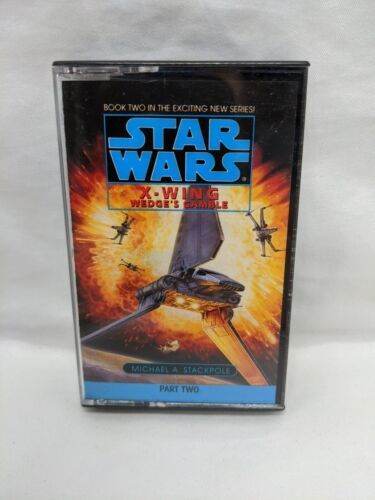 BOOK TWO IN THE EXCITING NEW SERIES!
STAR
WARS®
X-WING
WEDGE'S GAMBLE
MICHAEL A. STACKPOLE
PART TWO